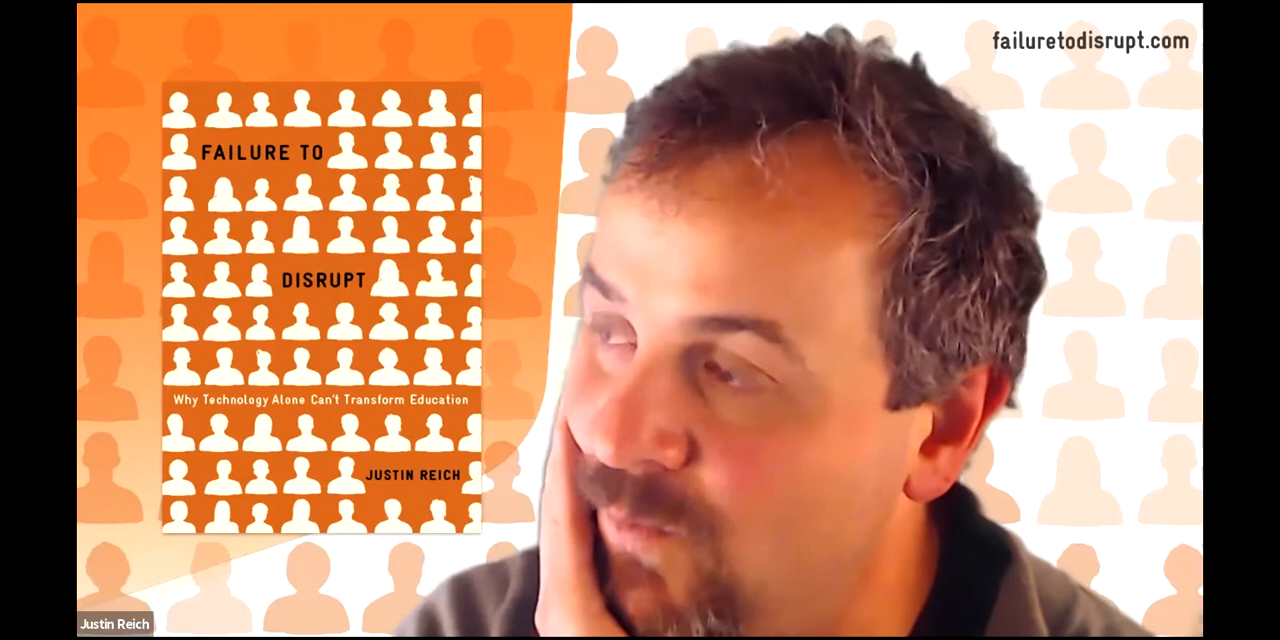 failuretodisrupt.com
FAILURE TO
DISRUPT
Why Technology Alone Can't Transform Education
JUSTIN REICH
Justin Reich